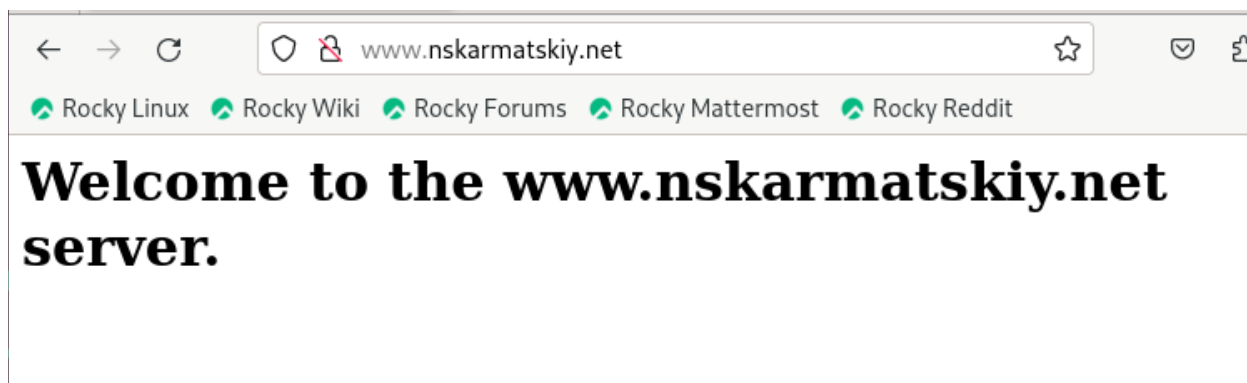 www.nskarmatskiy.net
Rocky Linux Rocky Wiki Rocky Forums Rocky Mattermost Rocky Reddit
Welcome to the www.nskarmatskiy.net
server.